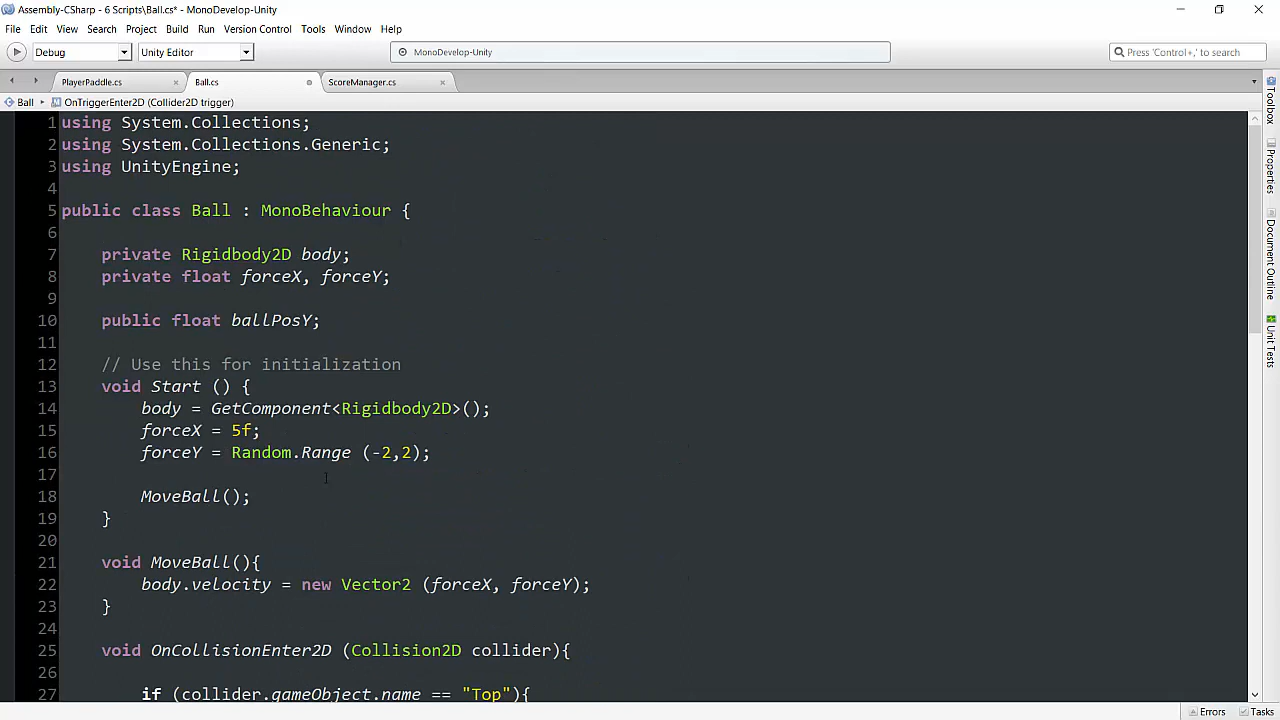 Assembly-CSharp - 6 Scripts\Ball.cs* - MonoDevelop-Unity
File Edit View Search Project Build Run Version Control Tools Window Help
Debug Unity Editor MonoDevelop-Unity Press 'Control+,' to search
PlayerPaddle.cs Ball.cs ScoreManager.cs
Ball OnTriggerEnter2D (Collider2D trigger)
1 using System.Collections;
2 using System.Collections.Generic;
3 using UnityEngine;
4
5 public class Ball : MonoBehaviour {
6
7 private Rigidbody2D body;
8 private float forceX, forceY;
9
10 public float ballPosY;
11
12 // Use this for initialization
13 void Start () {
14 body = GetComponent<Rigidbody2D>();
15 forceX = 5f;
16 forceY = Random.Range (-2,2);
17
18 MoveBall();
19 }
20
21 void MoveBall(){
22 body.velocity = new Vector2 (forceX, forceY);
23 }
24
25 void OnCollisionEnter2D (Collision2D collider){
26
27 if (collider.gameObject.name == "Top"){
Toolbox
Properties
Document Outline
Unit Tests
Errors Tasks